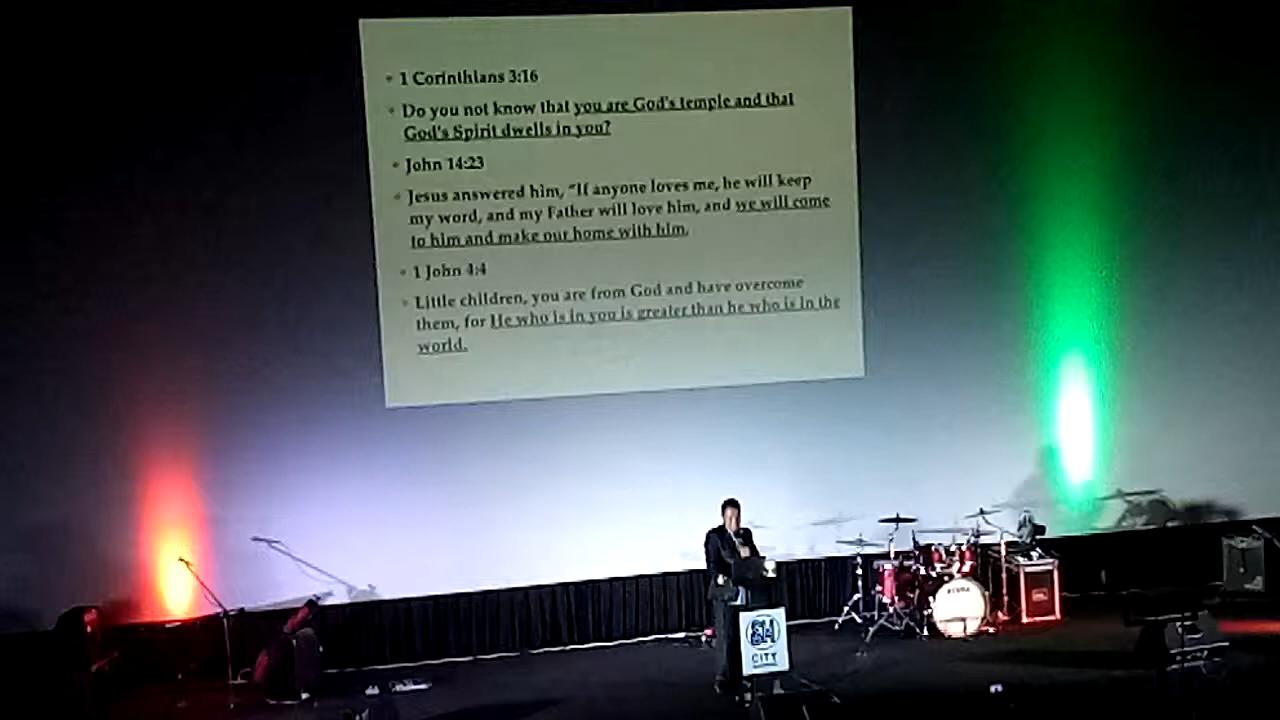 1 Corinthians 3:16
Do you not know that you are God's temple and that
God's Spirit dwells in you?
John 14:23
Jesus answered him, "If anyone loves me, he will keep
my word, and my Father will love him, and we will come
to him and make our home with him.
1 John 4:4
Little children, you are from God and have overcome
them, for He who is in you is greater than he who is in the
world.
TAMA
SM
CITY